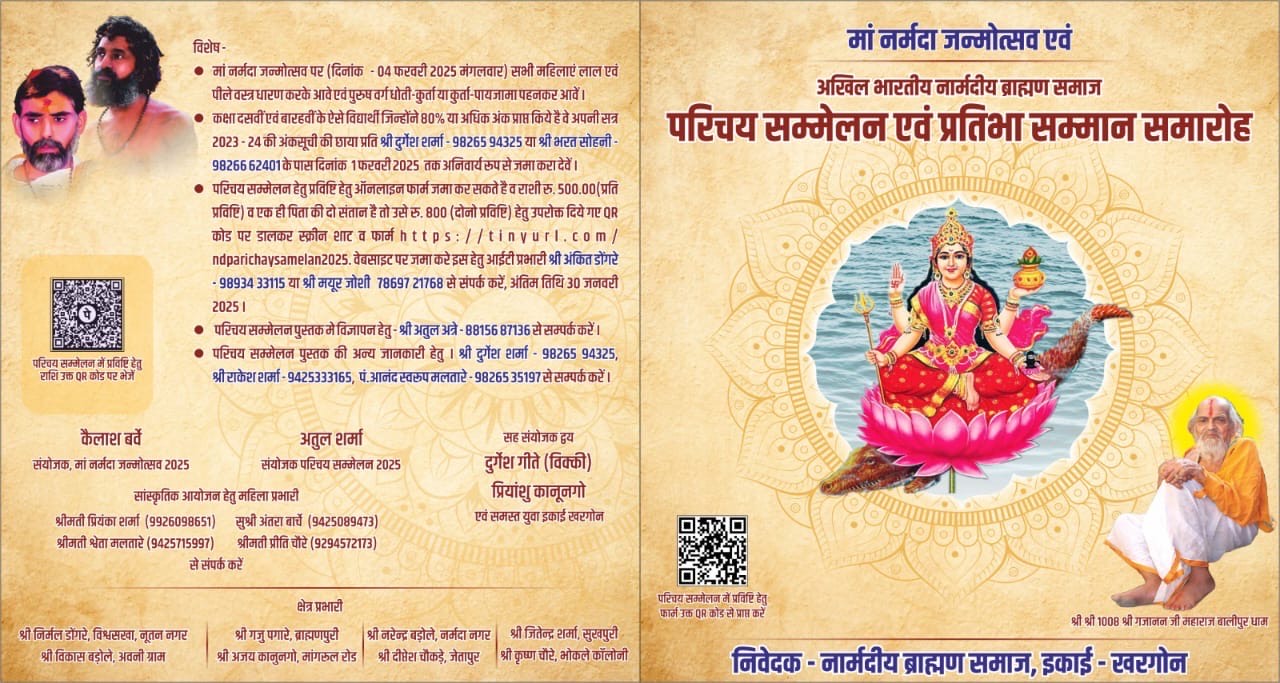 विशेष -
● मां नर्मदा जन्मोत्सव पर (दिनांक - 04 फरवरी 2025 मंगलवार) सभी महिलाएं लाल एवं
पीले वस्त्र धारण करके आवे एवं पुरुष वर्ग धोती-कुर्ता या कुर्ता-पायजामा पहनकर आवें ।
● कक्षा दसवीं एवं बारहवीं के ऐसे विद्यार्थी जिन्होंने 80% या अधिक अंक प्राप्त किये है वे अपनी सत्र
2023 - 24 की अंकसूची की छाया प्रति श्री दुर्गेश शर्मा - 98265 94325 या श्री भरत सोहनी -
98266 62401 के पास दिनांक 1 फरवरी 2025 तक अनिवार्य रूप से जमा करा देवें ।
● परिचय सम्मेलन हेतु प्रविष्टि हेतु ऑनलाइन फार्म जमा कर सकते है व राशी रु. 500.00(प्रति
प्रविष्टि) व एक ही पिता की दो संतान है तो उसे रु. 800 (दोनो प्रविष्टि) हेतु उपरोक्त दिये गए QR
कोड पर डालकर स्क्रीन शाट व फार्म https://tinyurl.com/
ndparichaysamelan2025. वेबसाइट पर जमा करे इस हेतु आईटी प्रभारी श्री अंकित डोंगरे
- 98934 33115 या श्री मयूर जोशी 78697 21768 से संपर्क करें, अंतिम तिथि 30 जनवरी
2025 ।
● परिचय सम्मेलन पुस्तक मे विज्ञापन हेतु - श्री अतुल अत्रे - 88156 87136 से सम्पर्क करें ।
● परिचय सम्मेलन पुस्तक की अन्य जानकारी हेतु । श्री दुर्गेश शर्मा - 98265 94325,
श्री राकेश शर्मा - 9425333165, पं.आनंद स्वरूप मलतारे - 98265 35197 से सम्पर्क करें ।
पे
परिचय सम्मेलन में प्रविष्टि हेतु
राशि उक्त QR कोड पर भेजें
कैलाश बर्वे
संयोजक, मां नर्मदा जन्मोत्सव 2025
अतुल शर्मा
संयोजक परिचय सम्मेलन 2025
सह संयोजक द्वय
दुर्गेश गीते (विक्की)
प्रियांशु कानूनगो
एवं समस्त युवा इकाई खरगोन
सांस्कृतिक आयोजन हेतु महिला प्रभारी
श्रीमती प्रियंका शर्मा (9926098651) सुश्री अंतरा बार्चे (9425089473)
श्रीमती श्वेता मलतारे (9425715997) श्रीमती प्रीति चौरे (9294572173)
से संपर्क करें
क्षेत्र प्रभारी
श्री निर्मल डोंगरे, विश्वसखा, नूतन नगर
श्री विकास बड़ोले, अवनी ग्राम
श्री गजु पगारे, ब्राह्मणपुरी
श्री अजय कानुनगो, मांगरुल रोड
श्री नरेन्द्र बड़ोले, नर्मदा नगर
श्री दीप्तेश चौकड़े, जेतापुर
श्री जितेन्द्र शर्मा, सुखपुरी
श्री कृष्ण चौरे, भोकले कॉलोनी
मां नर्मदा जन्मोत्सव एवं
अखिल भारतीय नार्मदीय ब्राह्मण समाज
परिचय सम्मेलन एवं प्रतिभा सम्मान समारोह
परिचय सम्मेलन में प्रविष्टि हेतु
फार्म उक्त QR कोड से प्राप्त करें
श्री श्री 1008 श्री गजानन जी महाराज बालीपुर धाम
निवेदक - नार्मदीय ब्राह्मण समाज, इकाई - खरगोन